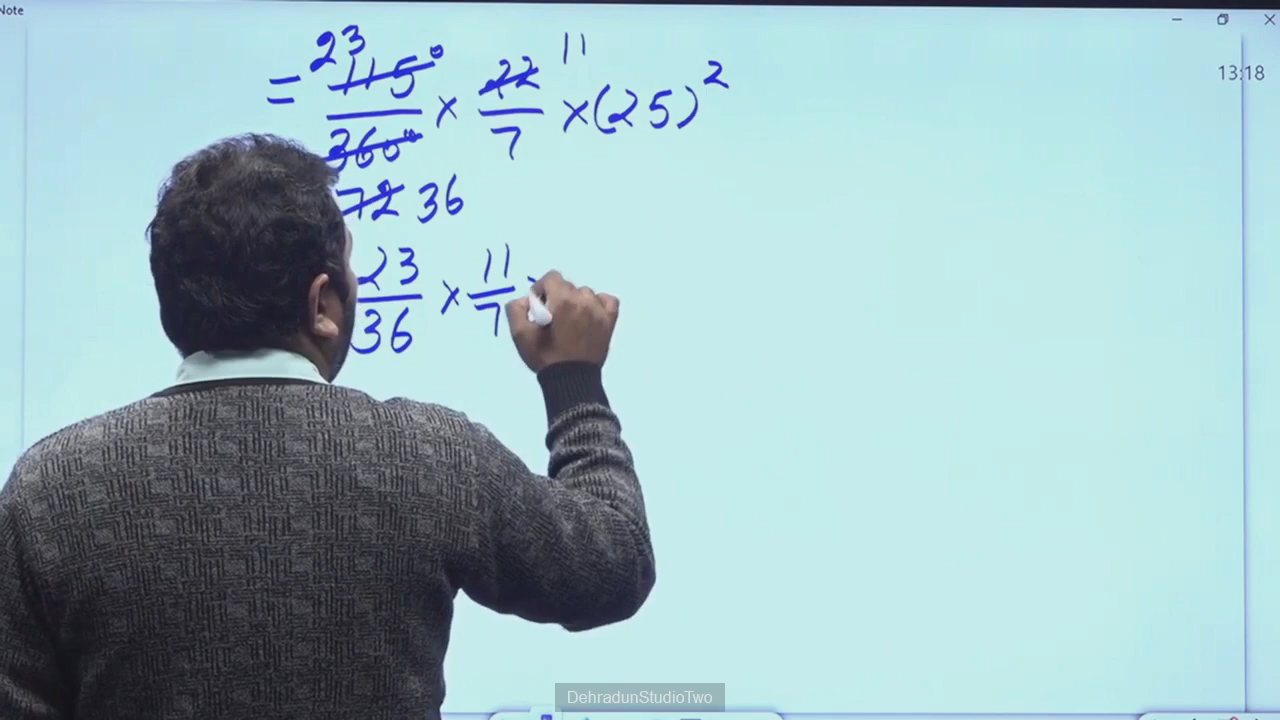 Note
13:18
23 11
= 115° × 22 × (25)²
360° 7
72 36
23 × 11
36 7
DehradunStudioTwo